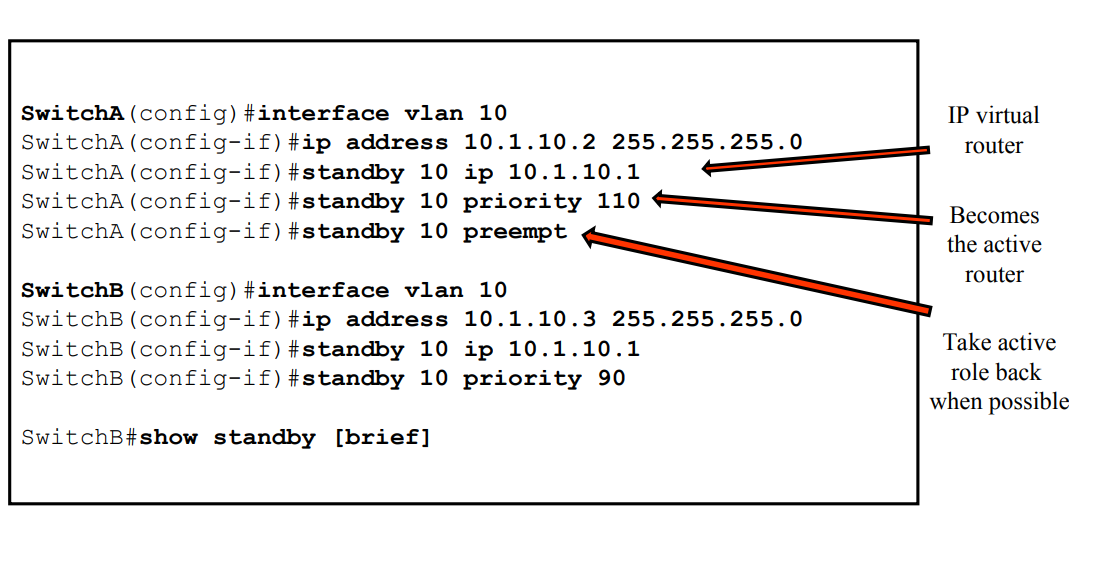 SwitchA(config)#interface vlan 10
SwitchA(config-if)#ip address 10.1.10.2 255.255.255.0
SwitchA(config-if)#standby 10 ip 10.1.10.1
SwitchA(config-if)#standby 10 priority 110
SwitchA(config-if)#standby 10 preempt
SwitchB(config)#interface vlan 10
SwitchB(config-if)#ip address 10.1.10.3 255.255.255.0
SwitchB(config-if)#standby 10 ip 10.1.10.1
SwitchB(config-if)#standby 10 priority 90
SwitchB#show standby [brief]
IP virtual
router
Becomes
the active
router
Take active
role back
when possible